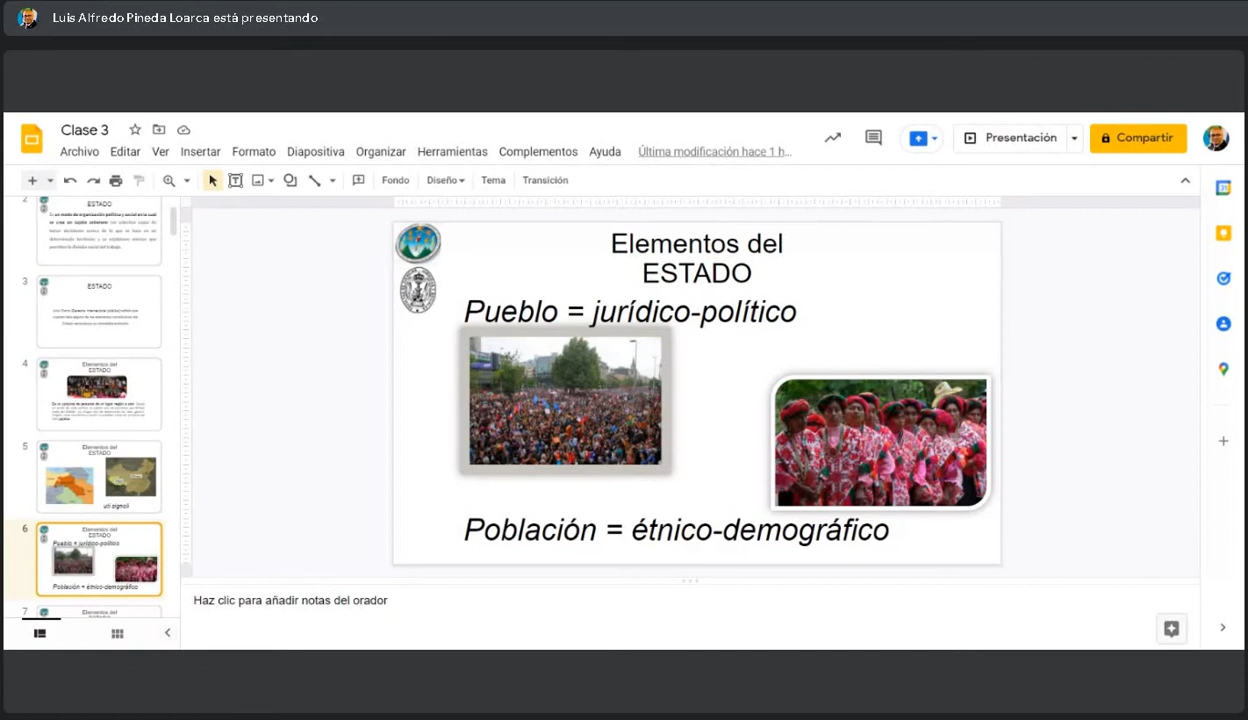 Luis Alfredo Pineda Loarca está presentando
Clase 3
Archivo Editar Ver Insertar Formato Diapositiva Organizar Herramientas Complementos Ayuda Última modificación hace 1 h...
Presentación
Compartir
Fondo Diseño Tema Transición
2
ESTADO
3
ESTADO
4
Elementos del
ESTADO
5
Elementos del
ESTADO
uti signoli
6
Elementos del
ESTADO
Pueblo = jurídico-político
Población = étnico-demográfico
7
Elementos del
Elementos del
ESTADO
Pueblo = jurídico-político
Población = étnico-demográfico
Haz clic para añadir notas del orador